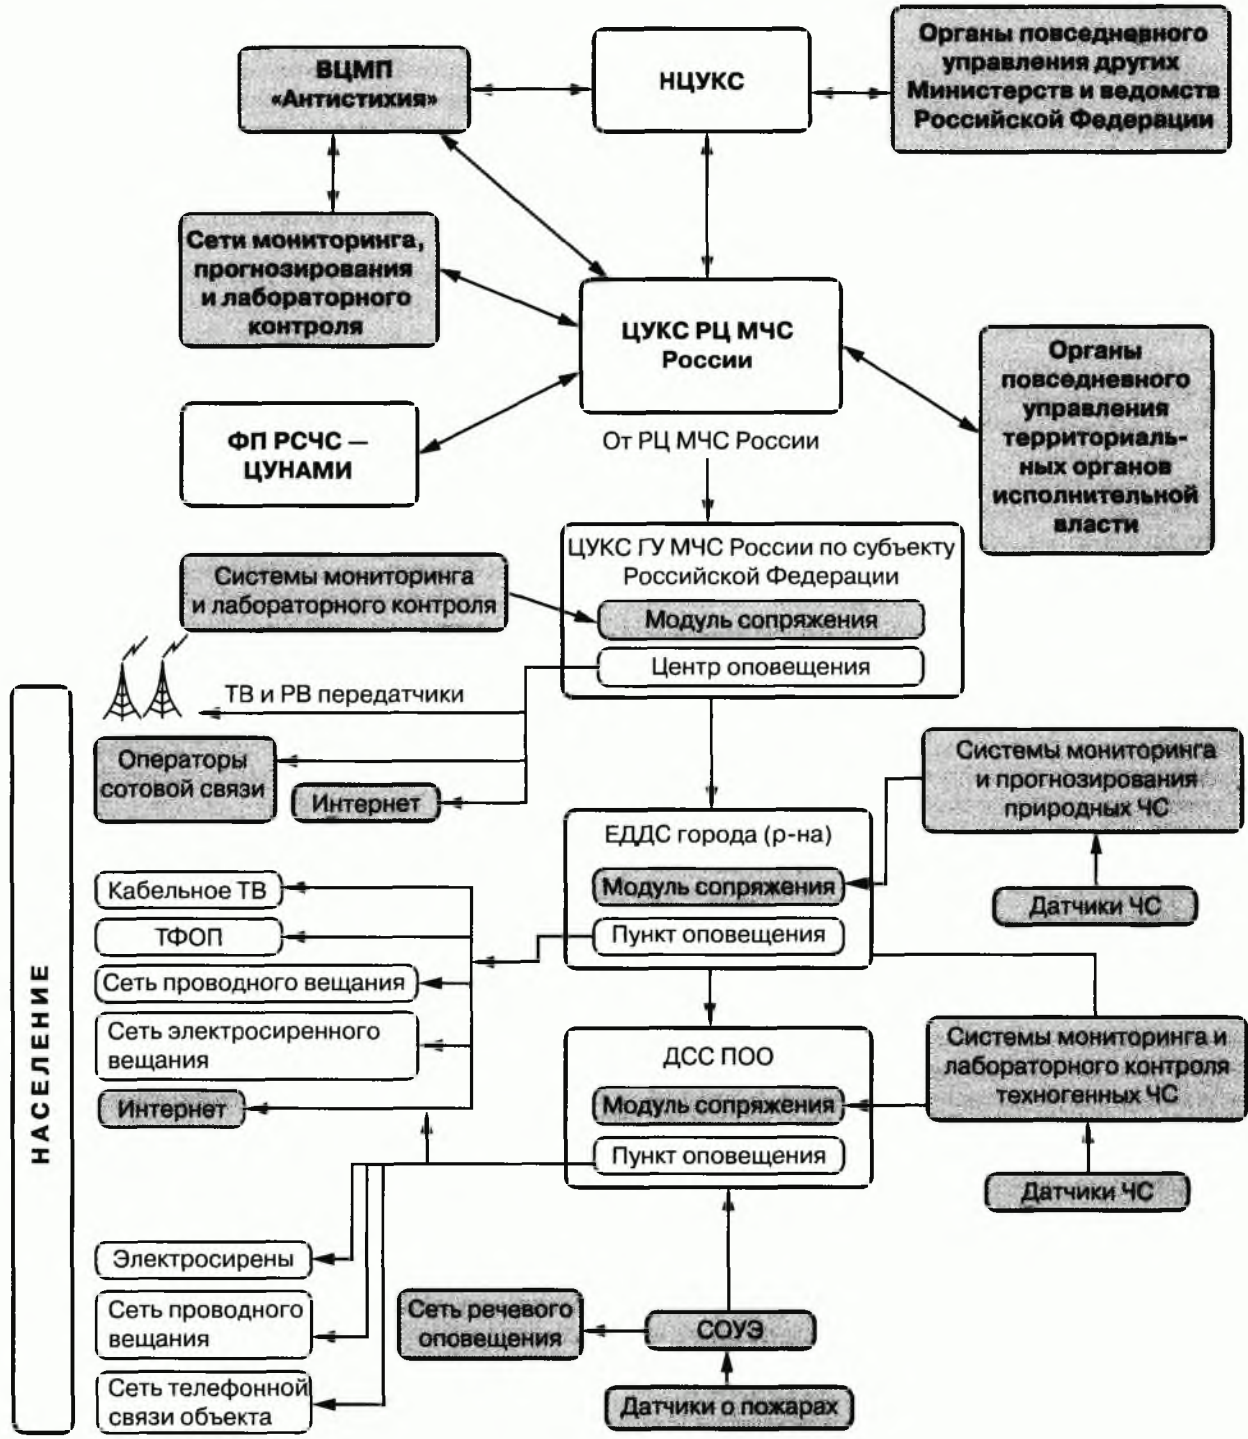 ВЦМП
«Антистихия»
НЦУКС
Органы повседневного
управления других
Министерств и ведомств
Российской Федерации
Сети мониторинга,
прогнозирования
и лабораторного
контроля
ЦУКС РЦ МЧС
России
Органы
повседневного
управления
территориаль-
ных органов
исполнительной
власти
ФП РСЧС —
ЦУНАМИ
От РЦ МЧС России
ЦУКС ГУ МЧС России по субъекту
Российской Федерации
Модуль сопряжения
Центр оповещения
Системы мониторинга
и лабораторного контроля
ТВ и РВ передатчики
Операторы
сотовой связи
Интернет
Системы мониторинга
и прогнозирования
природных ЧС
Датчики ЧС
ЕДДС города (р-на)
Модуль сопряжения
Пункт оповещения
Кабельное ТВ
ТФОП
Сеть проводного вещания
Сеть электросиренного
вещания
Интернет
НАСЕЛЕНИЕ
ДСС ПОО
Модуль сопряжения
Пункт оповещения
Системы мониторинга и
лабораторного контроля
техногенных ЧС
Датчики ЧС
Электросирены
Сеть проводного
вещания
Сеть телефонной
связи объекта
Сеть речевого
оповещения
СОУЭ
Датчики о пожарах